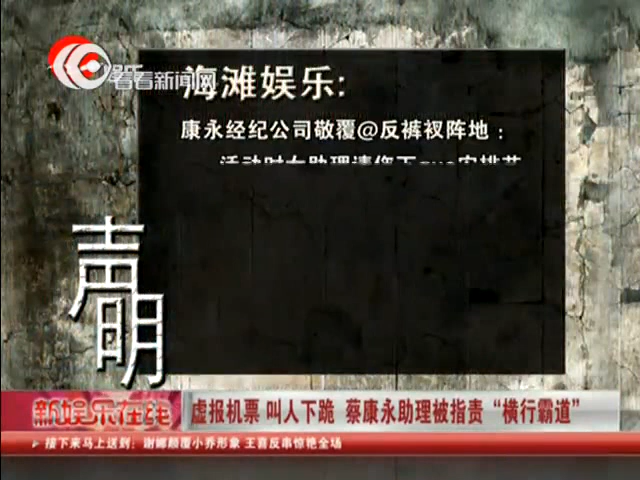 看看新闻网
海滩娱乐:
康永经纪公司敬覆@反裤衩阵地：
声明
新娱乐在线
虚报机票 叫人下跪 蔡康永助理被指责“横行霸道”
接下来马上送到：谢娜颠覆小乔形象 王喜反串惊艳全场